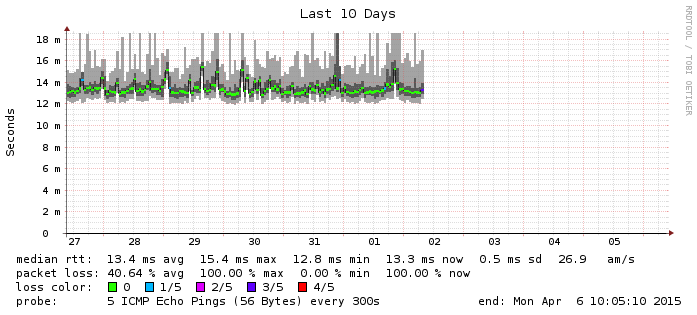 Last 10 Days
RRDTOOL / TOBI OETIKER
Seconds
18 m
16 m
14 m
12 m
10 m
8 m
6 m
4 m
2 m
0
27 28 29 30 31 01 02 03 04 05
median rtt: 13.4 ms avg 15.4 ms max 12.8 ms min 13.3 ms now 0.5 ms sd 26.9 am/s
packet loss: 40.64 % avg 100.00 % max 0.00 % min 100.00 % now
loss color: 0 1/5 2/5 3/5 4/5
probe: 5 ICMP Echo Pings (56 Bytes) every 300s end: Mon Apr 6 10:05:10 2015